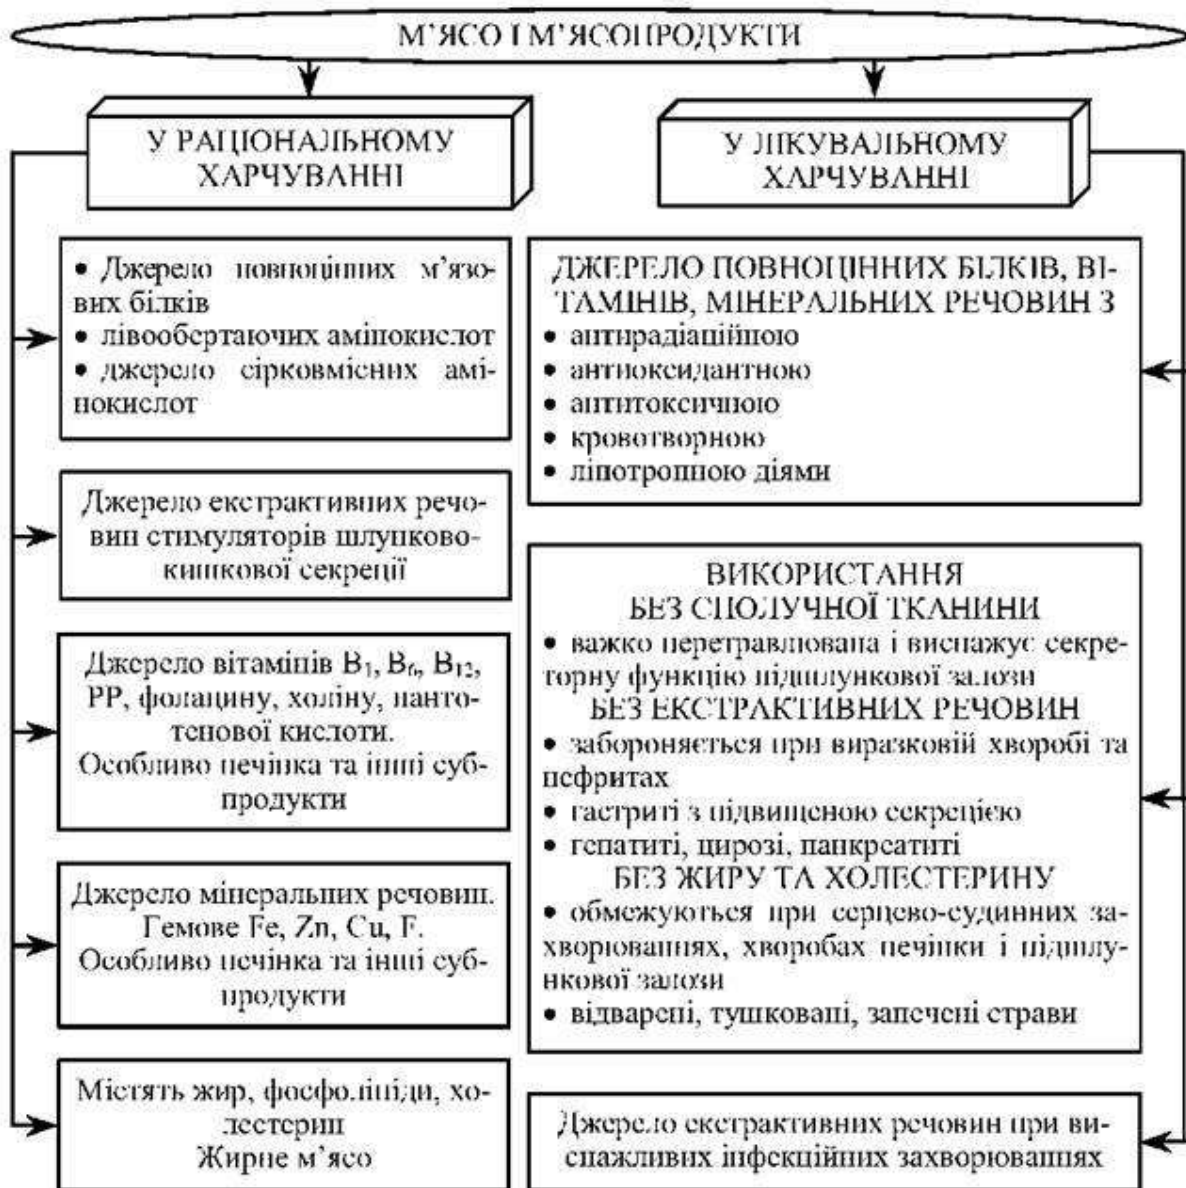 М’ЯСО І М’ЯСОПРОДУКТИ
У РАЦІОНАЛЬНОМУ
ХАРЧУВАННІ
• Джерело повноцінних м’язо-
вих білків
• лівообертаючих амінокислот
• джерело сірковмісних амі-
нокислот
Джерело екстрактивних речо-
вин стимуляторів шлунково-
кишкової секреції
Джерело вітамінів B₁, B₆, B₁₂,
PP, фолацину, холіну, панто-
тенової кислоти.
Особливо печінка та інші суб-
продукти
Джерело мінеральних речовин.
Гемове Fe, Zn, Cu, F.
Особливо печінка та інші суб-
продукти
Містять жир, фосфоліпіди, хо-
лестерин
Жирне м’ясо
У ЛІКУВАЛЬНОМУ
ХАРЧУВАННІ
ДЖЕРЕЛО ПОВНОЦІННИХ БІЛКІВ, ВІ-
ТАМІНІВ, МІНЕРАЛЬНИХ РЕЧОВИН З
• антирадіаційною
• антиоксидантною
• антитоксичною
• кровотворною
• ліпотропною діями
ВИКОРИСТАННЯ
БЕЗ СПОЛУЧНОЇ ТКАНИНИ
• важко перетравлювана і виснажує секре-
торну функцію підшлункової залози
БЕЗ ЕКСТРАКТИВНИХ РЕЧОВИН
• забороняється при виразковій хворобі та
нефритах
• гастриті з підвищеною секрецією
• гепатиті, цирозі, панкреатиті
БЕЗ ЖИРУ ТА ХОЛЕСТЕРИНУ
• обмежуються при серцево-судинних за-
хворюваннях, хворобах печінки і підшлу-
нкової залози
• відварені, тушковані, запечені страви
Джерело екстрактивних речовин при ви-
снажливих інфекційних захворюваннях